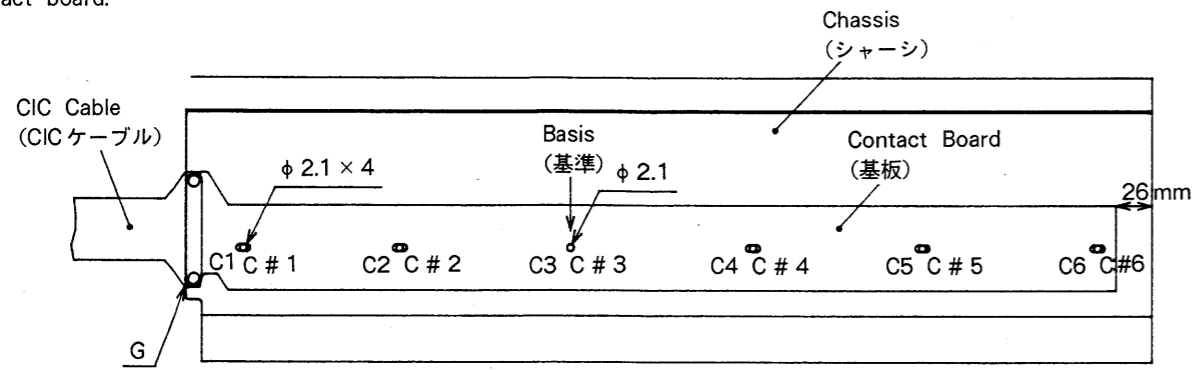 act board.
Chassis
(シャーシ)
CIC Cable
(CICケーブル)
Basis
(基準)
Contact Board
(基板)
φ 2.1 × 4
φ 2.1
26mm
C1 C # 1
C2 C # 2
C3 C # 3
C4 C # 4
C5 C # 5
C6 C#6
G